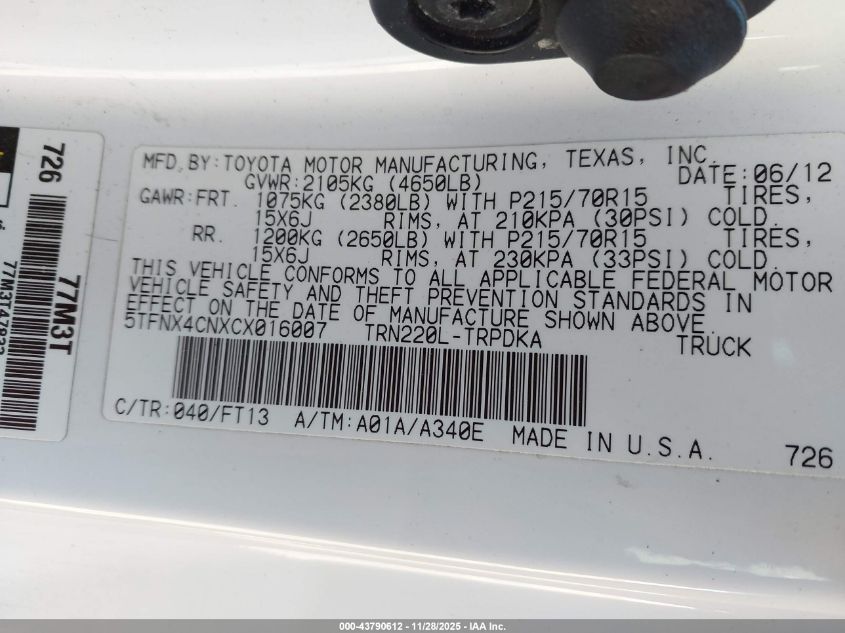 MFD. BY: TOYOTA MOTOR MANUFACTURING, TEXAS, INC.
GVWR: 2105KG (4650LB) DATE: 06/12
GAWR: FRT. 1075KG (2380LB) WITH P215/70R15 TIRES,
15X6J RIMS, AT 210KPA (30PSI) COLD.
RR. 1200KG (2650LB) WITH P215/70R15 TIRES,
15X6J RIMS, AT 230KPA (33PSI) COLD.
THIS VEHICLE CONFORMS TO ALL APPLICABLE FEDERAL MOTOR
VEHICLE SAFETY AND THEFT PREVENTION STANDARDS IN
EFFECT ON THE DATE OF MANUFACTURE SHOWN ABOVE.
5TFNX4CNXCX016007 TRN220L-TRPDKA TRUCK
C/TR: 040/FT13 A/TM: A01A/A340E MADE IN U.S.A.
726
726
77M3T
000-43790612 - 11/28/2025 - IAA Inc.